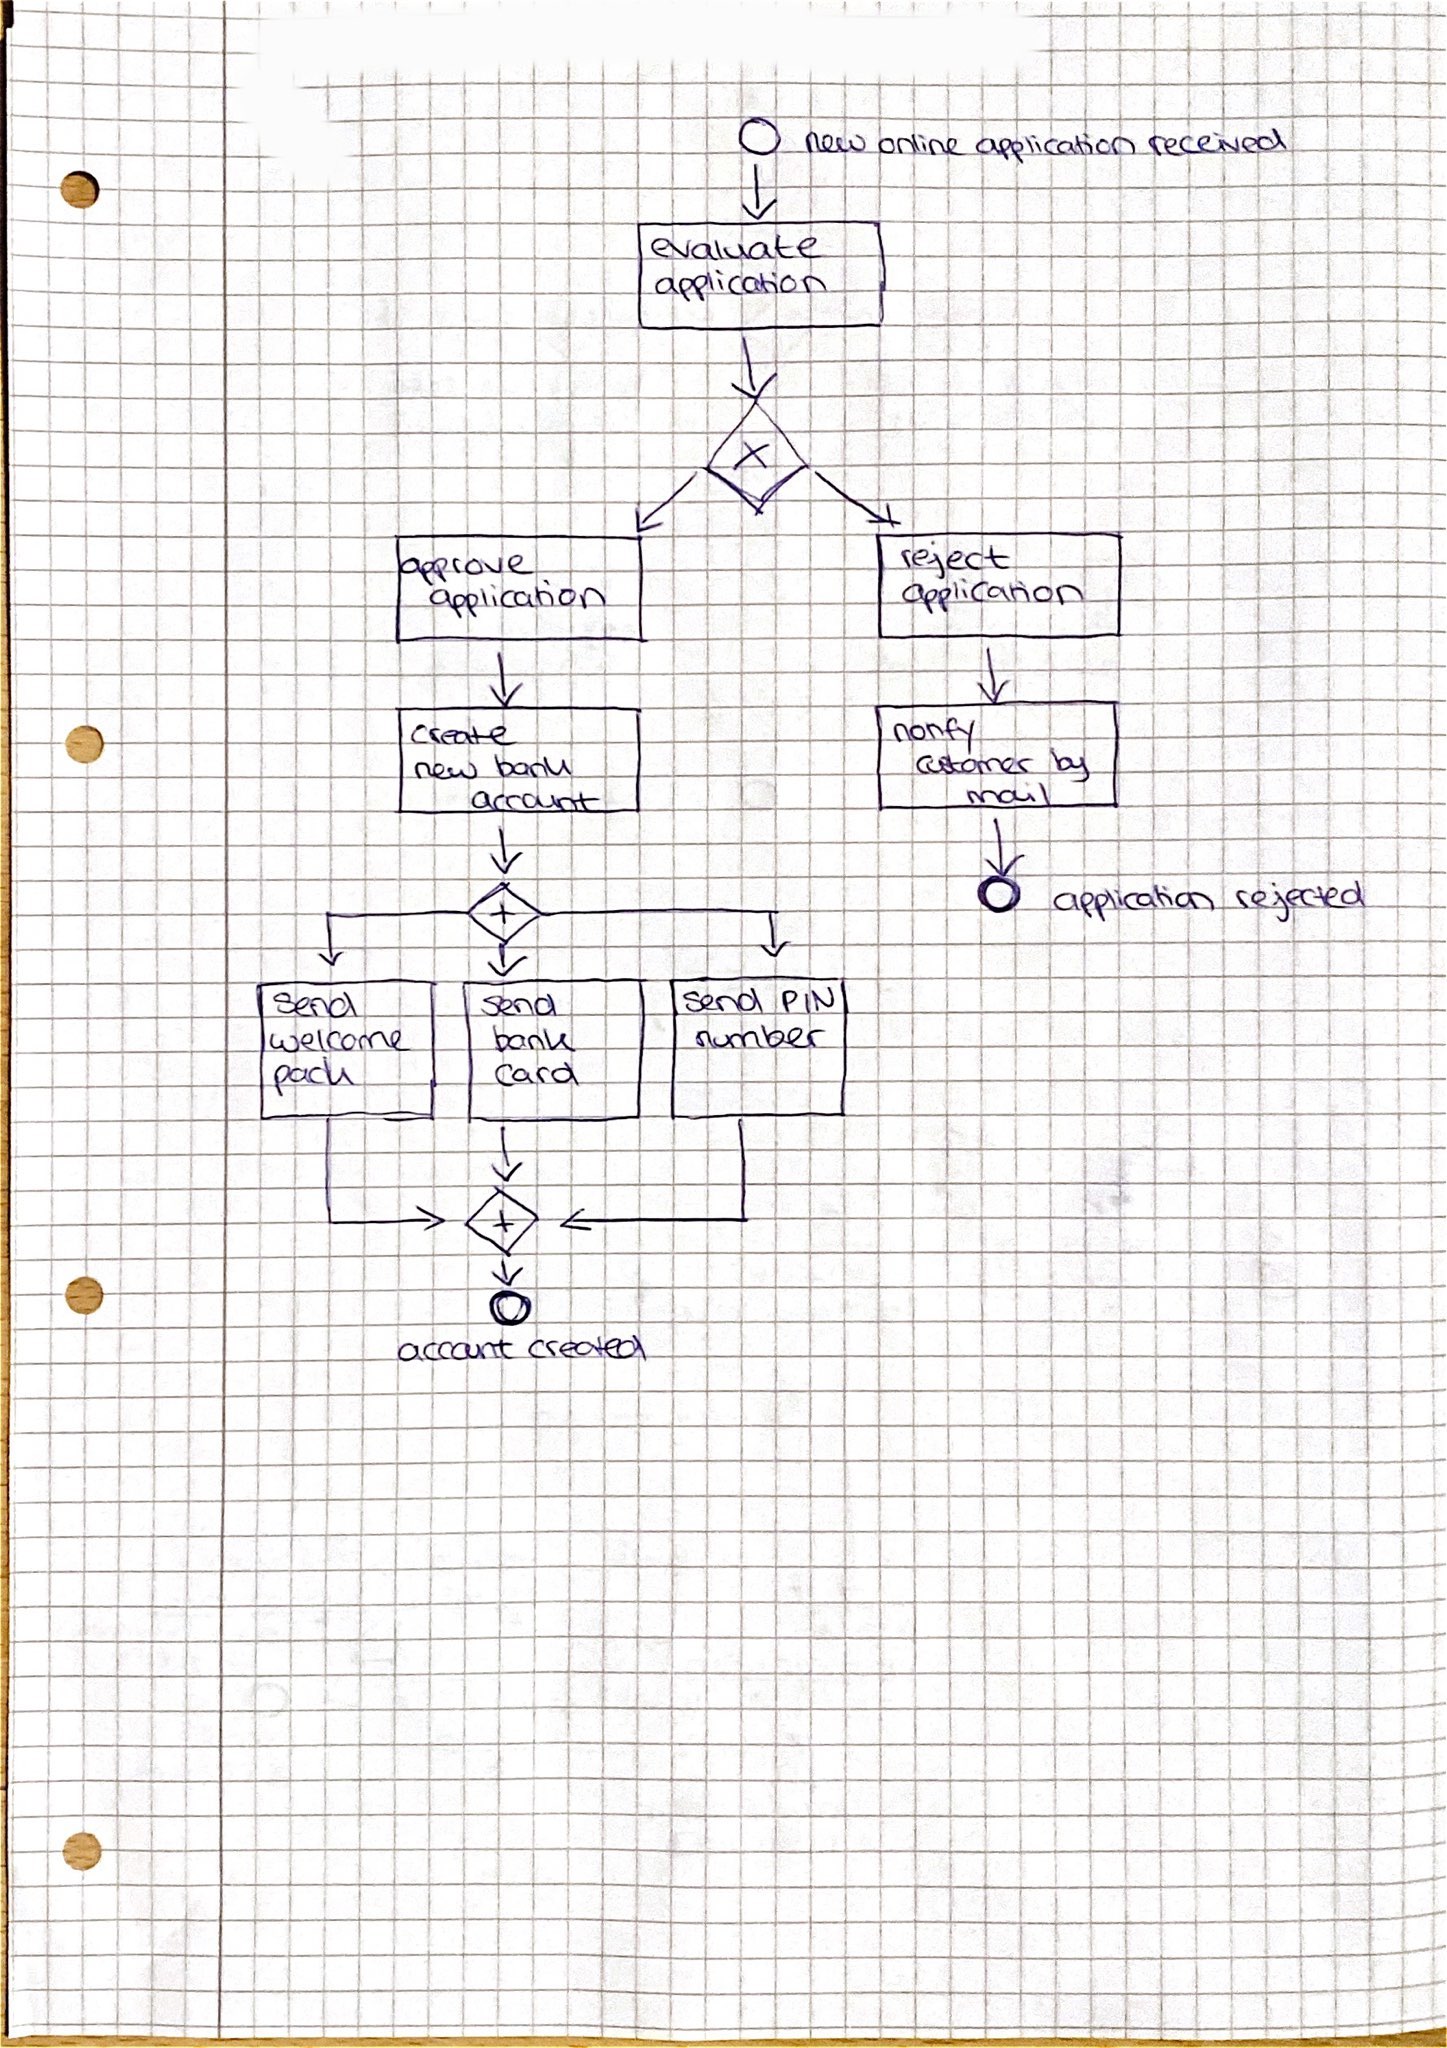 new online application received
evaluate
application
X
approve
application
reject
application
create
new bank
account
notify
customer by
mail
+
application rejected
send
welcome
pack
send
bank
card
send PIN
number
+
account created